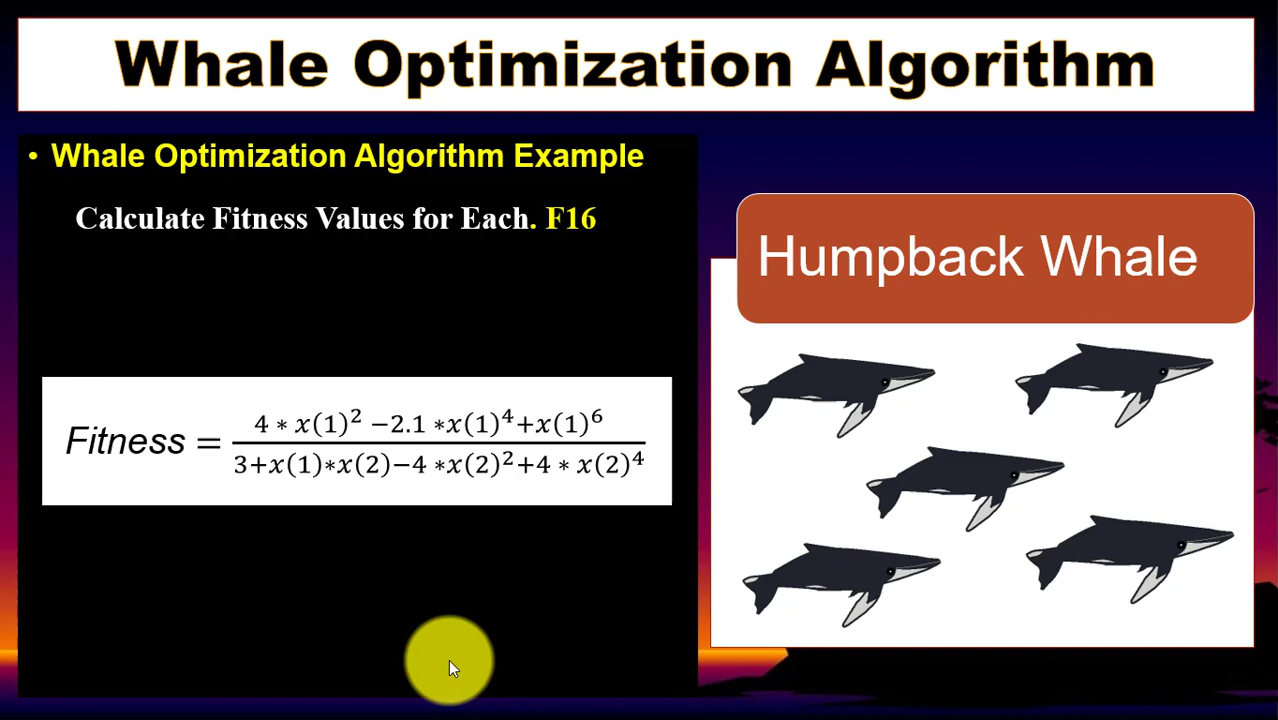 Whale Optimization Algorithm
• Whale Optimization Algorithm Example
Calculate Fitness Values for Each. F16
Humpback Whale
Fitness = \frac{4 * x(1)^2 −2.1 *x(1)^4+x(1)^6}{3+x(1)*x(2)−4 *x(2)^2+4 * x(2)^4}